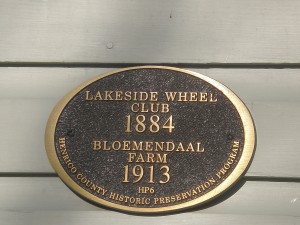 LAKESIDE WHEEL
CLUB
1884
BLOEMENDAAL
FARM
1913
HP6
HENRICO COUNTY HISTORIC PRESERVATION PROGRAM